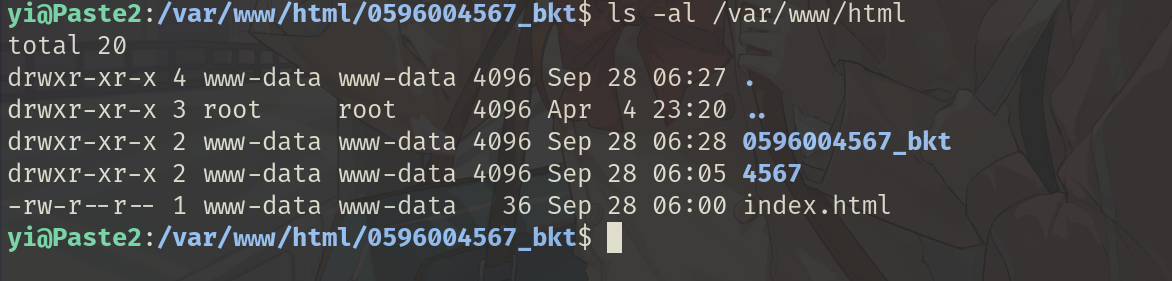 yi@Paste2:/var/www/html/0596004567_bkt$ ls -al /var/www/html
total 20
drwxr-xr-x 4 www-data www-data 4096 Sep 28 06:27 .
drwxr-xr-x 3 root     root     4096 Apr  4 23:20 ..
drwxr-xr-x 2 www-data www-data 4096 Sep 28 06:28 0596004567_bkt
drwxr-xr-x 2 www-data www-data 4096 Sep 28 06:05 4567
-rw-r--r-- 1 www-data www-data   36 Sep 28 06:00 index.html
yi@Paste2:/var/www/html/0596004567_bkt$